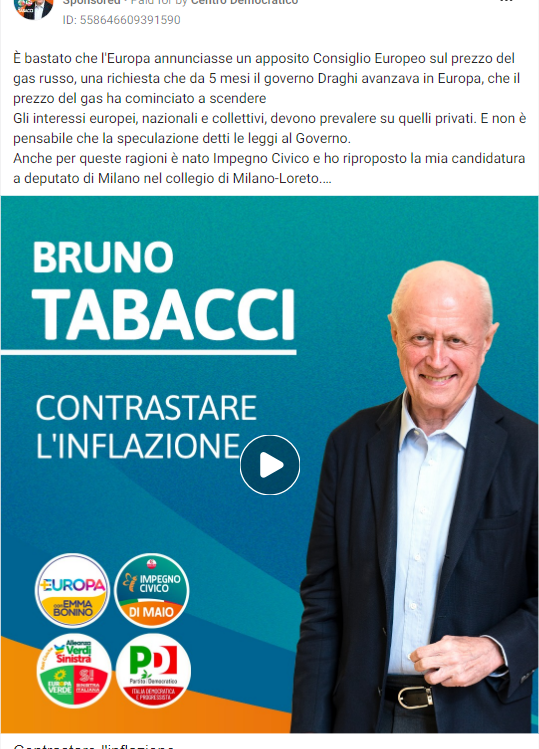 TABACCI
Sponsored • Paid for by Centro Democratico
ID: 558646609391590
È bastato che l'Europa annunciasse un apposito Consiglio Europeo sul prezzo del
gas russo, una richiesta che da 5 mesi il governo Draghi avanzava in Europa, che il
prezzo del gas ha cominciato a scendere
Gli interessi europei, nazionali e collettivi, devono prevalere su quelli privati. E non è
pensabile che la speculazione detti le leggi al Governo.
Anche per queste ragioni è nato Impegno Civico e ho riproposto la mia candidatura
a deputato di Milano nel collegio di Milano-Loreto....
BRUNO
TABACCI
CONTRASTARE
L'INFLAZIONE
+EUROPA
con EMMA
BONINO
IMPEGNO
CIVICO
DI MAIO
Alleanza
Verdi
Sinistra
EUROPA
VERDE
SI
SINISTRA
ITALIANA
PD
Partito Democratico
ITALIA DEMOCRATICA
E PROGRESSISTA
Contrastare l'inflazione